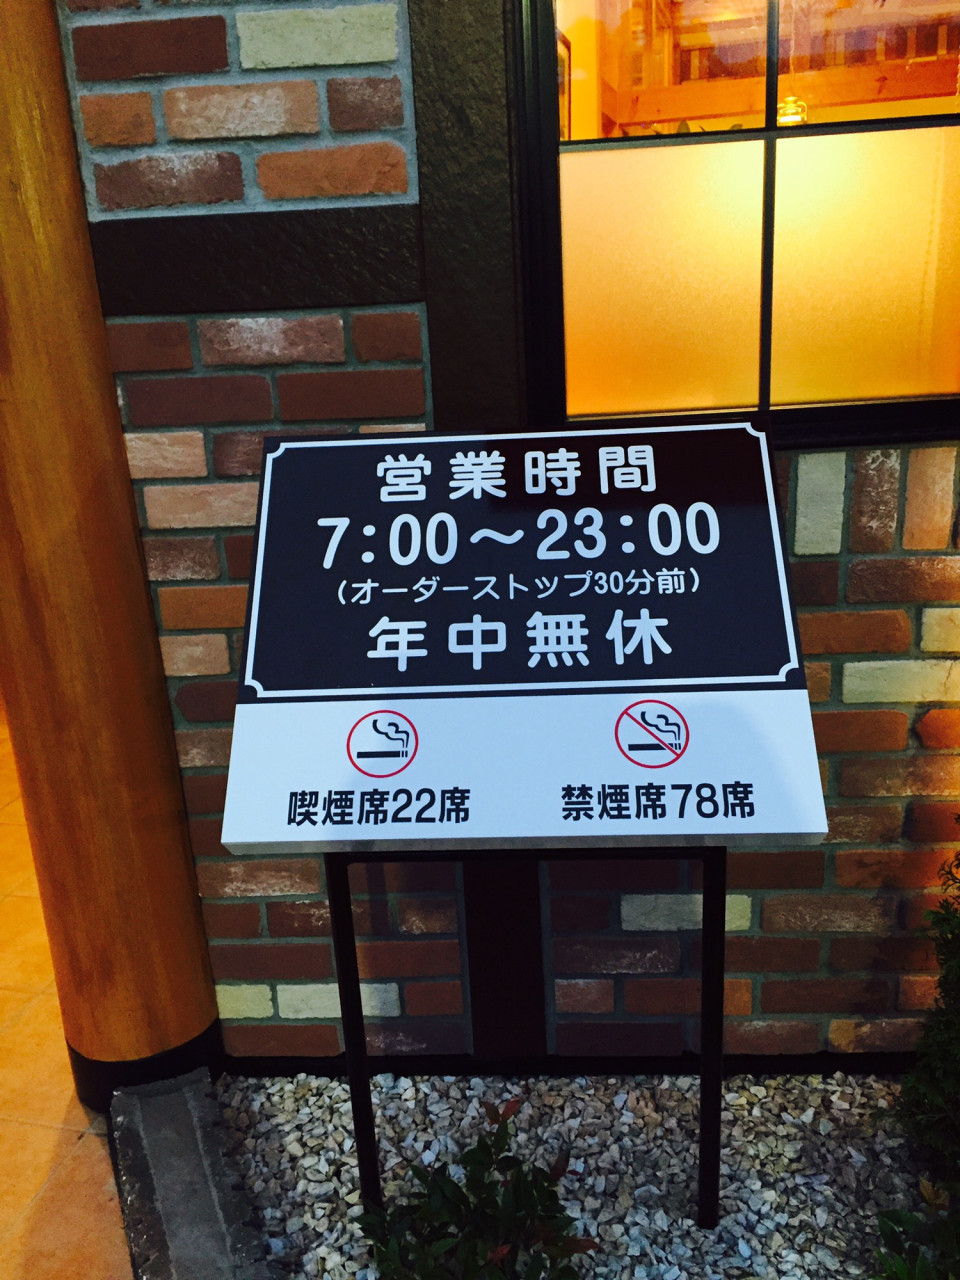 営業時間
7:00～23:00
(オーダーストップ30分前)
年中無休
喫煙席22席
禁煙席78席